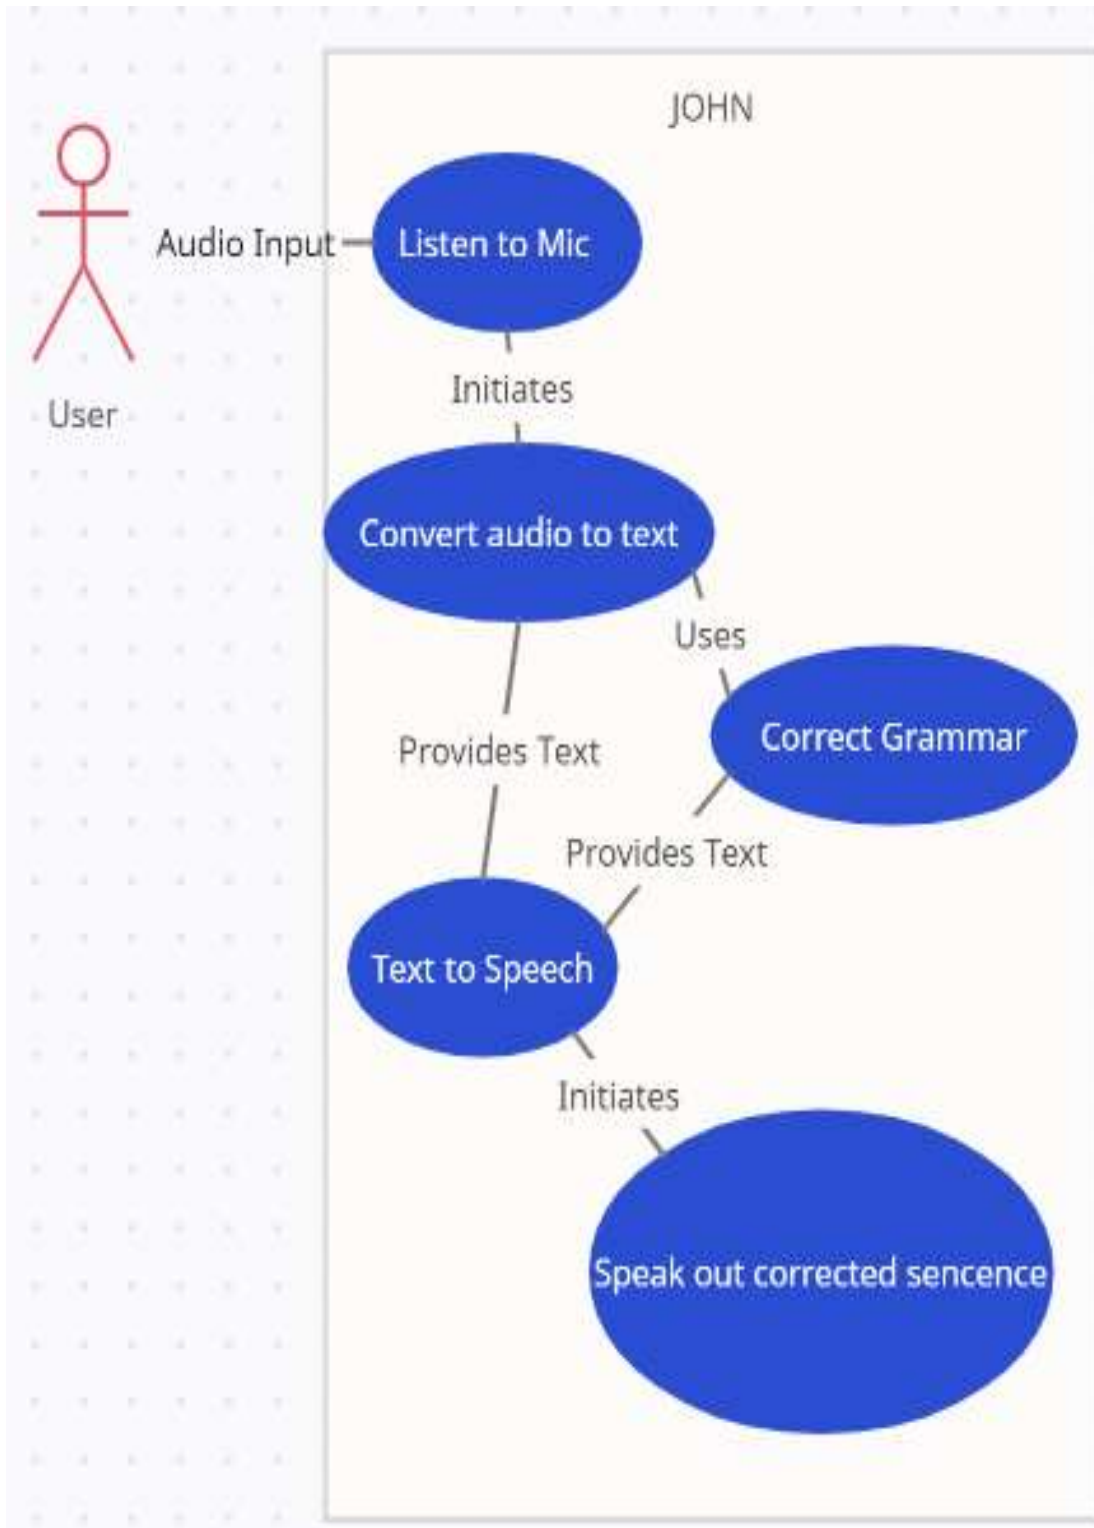 JOHN
Audio Input
Listen to Mic
Initiates
User
Convert audio to text
Uses
Correct Grammar
Provides Text
Provides Text
Text to Speech
Initiates
Speak out corrected sencence